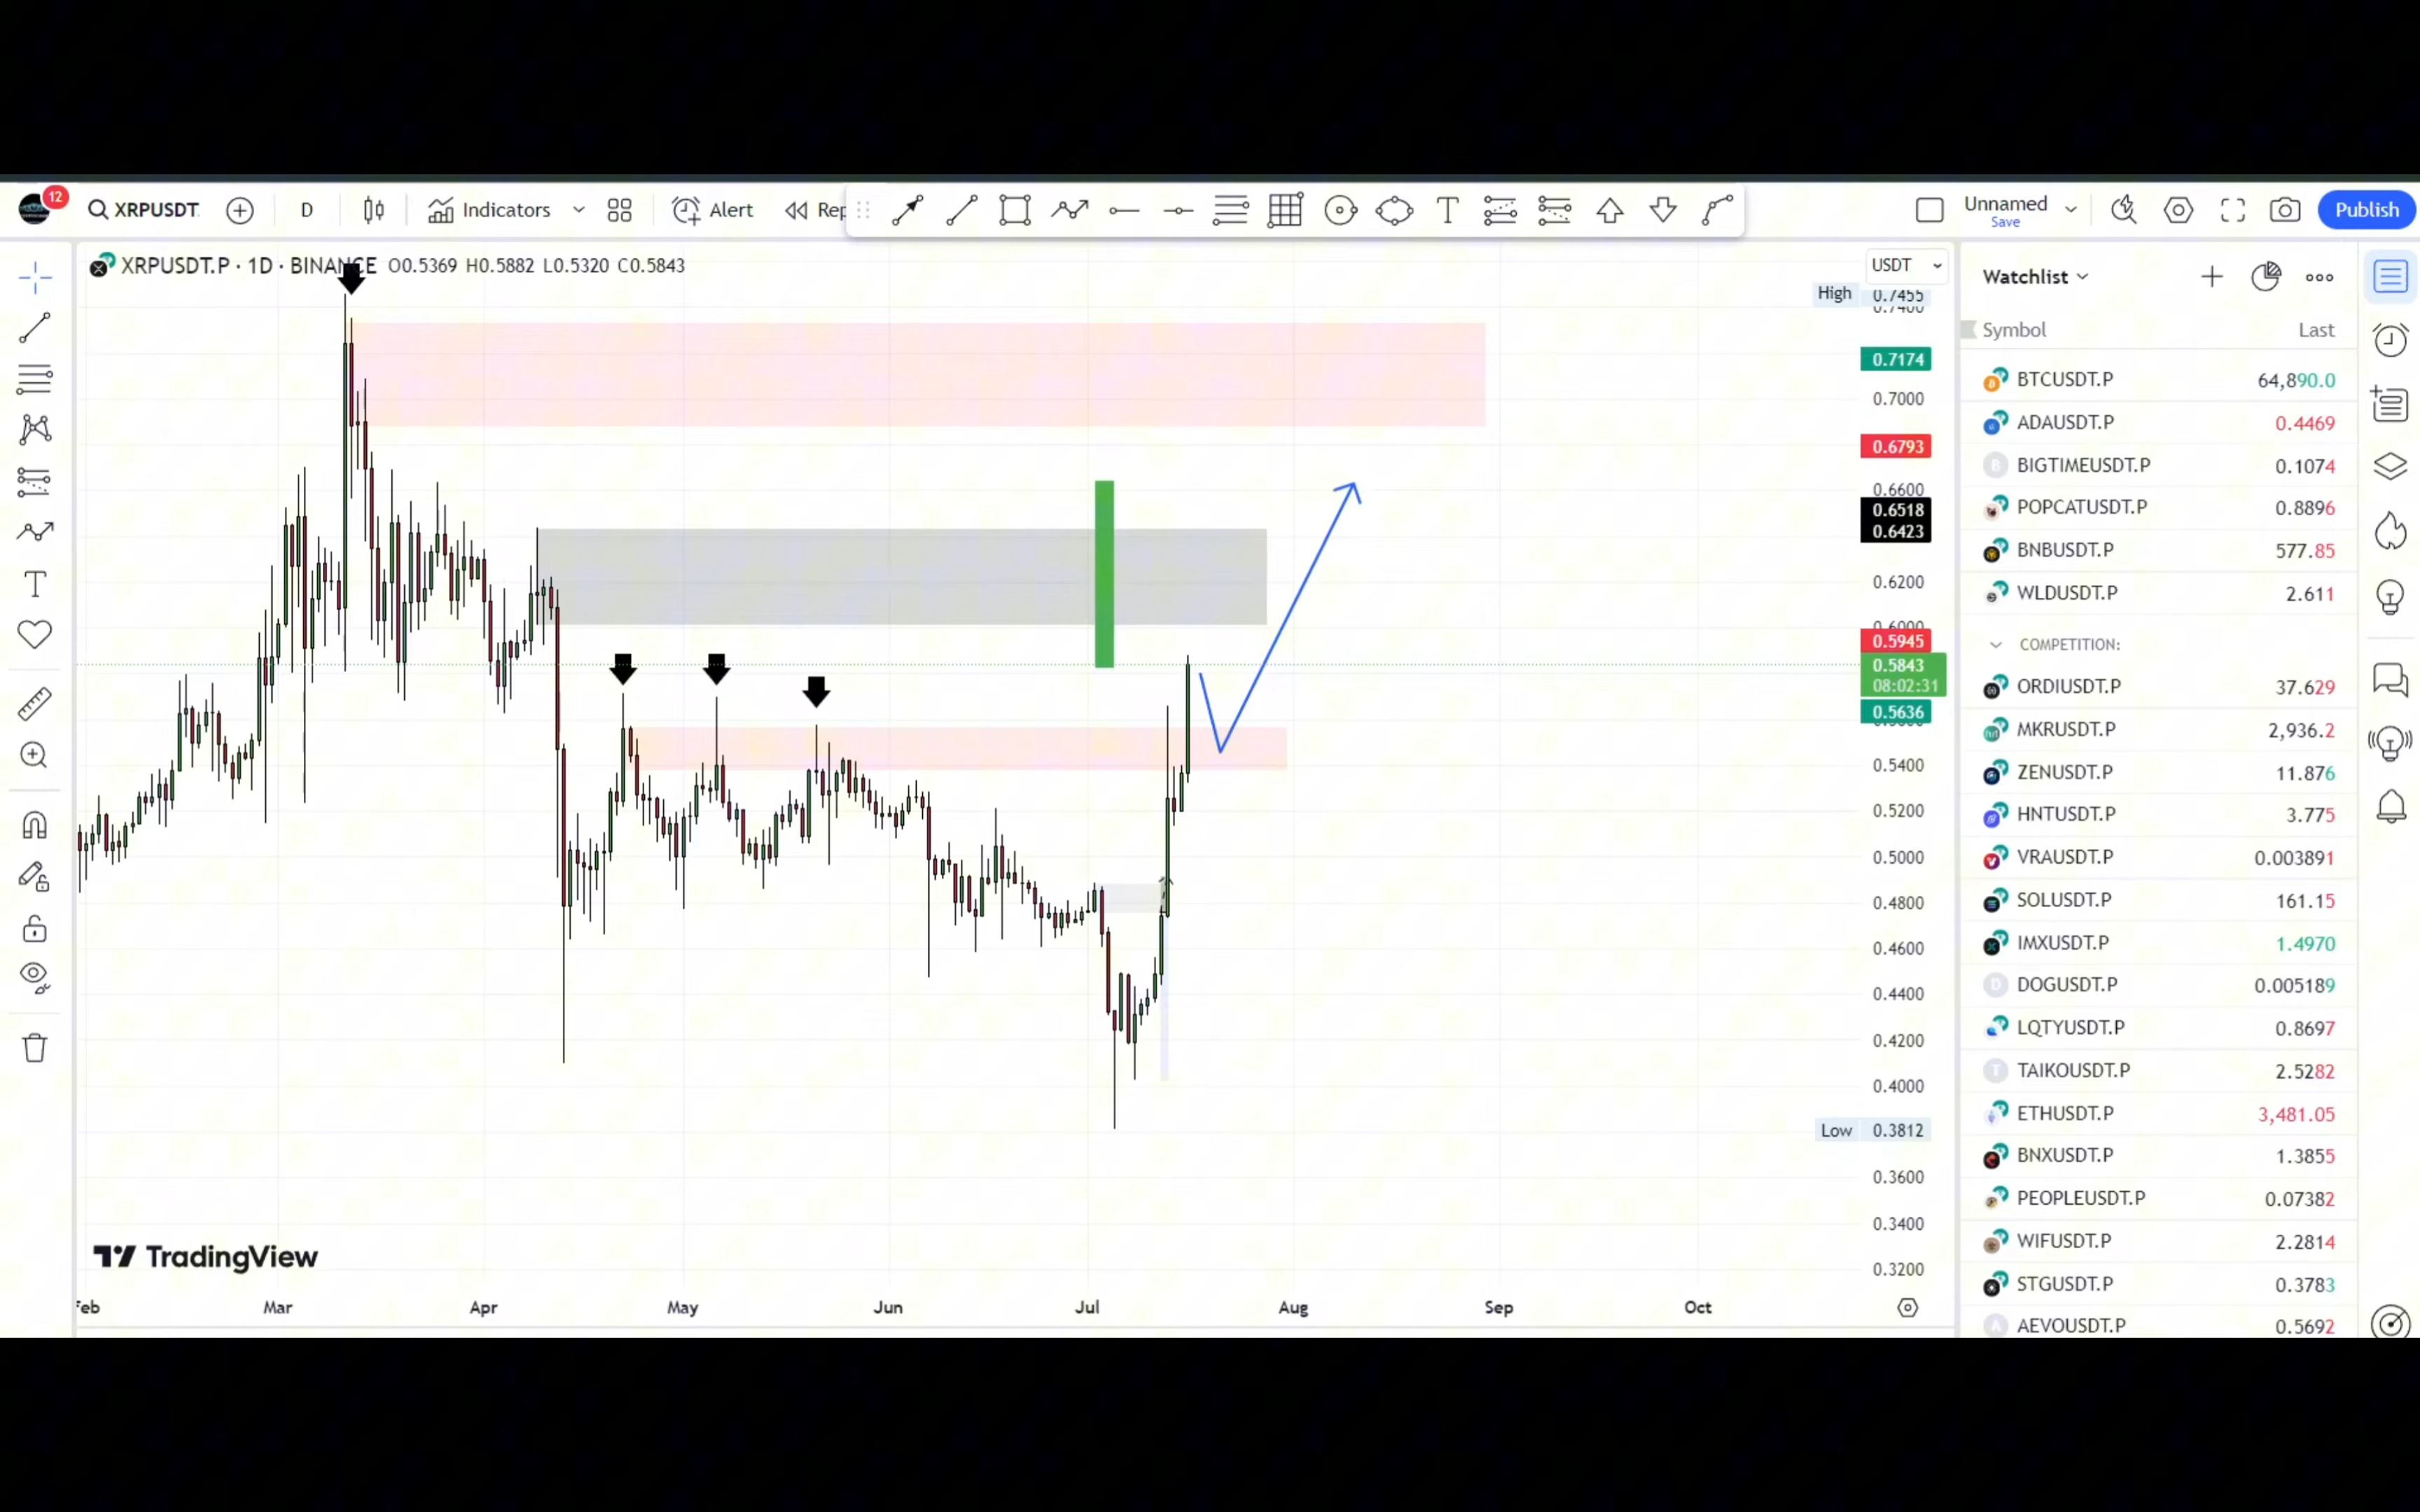 12
XRPUSDT
D
Indicators
Alert
Rep
Unnamed
Save
Publish
XRPUSDT.P · 1D · BINANCE O0.5369 H0.5882 L0.5320 C0.5843
USDT
High 0.7455
0.7400
0.7174
0.7000
0.6793
0.6600
0.6518
0.6423
0.6200
0.6000
0.5945
0.5843
08:02:31
0.5636
0.5400
0.5200
0.5000
0.4800
0.4600
0.4400
0.4200
0.4000
Low 0.3812
0.3600
0.3400
0.3200
TradingView
Feb Mar Apr May Jun Jul Aug Sep Oct
Watchlist
Symbol Last
BTCUSDT.P 64,890.0
ADAUSDT.P 0.4469
BIGTIMEUSDT.P 0.1074
POPCATUSDT.P 0.8896
BNBUSDT.P 577.85
WLDUSDT.P 2.611
COMPETITION:
ORDIUSDT.P 37.629
MKRUSDT.P 2,936.2
ZENUSDT.P 11.876
HNTUSDT.P 3.775
VRAUSDT.P 0.003891
SOLUSDT.P 161.15
IMXUSDT.P 1.4970
DOGUSDT.P 0.005189
LQTYUSDT.P 0.8697
TAIKOUSDT.P 2.5282
ETHUSDT.P 3,481.05
BNXUSDT.P 1.3855
PEOPLEUSDT.P 0.07382
WIFUSDT.P 2.2814
STGUSDT.P 0.3783
AEVOUSDT.P 0.5692